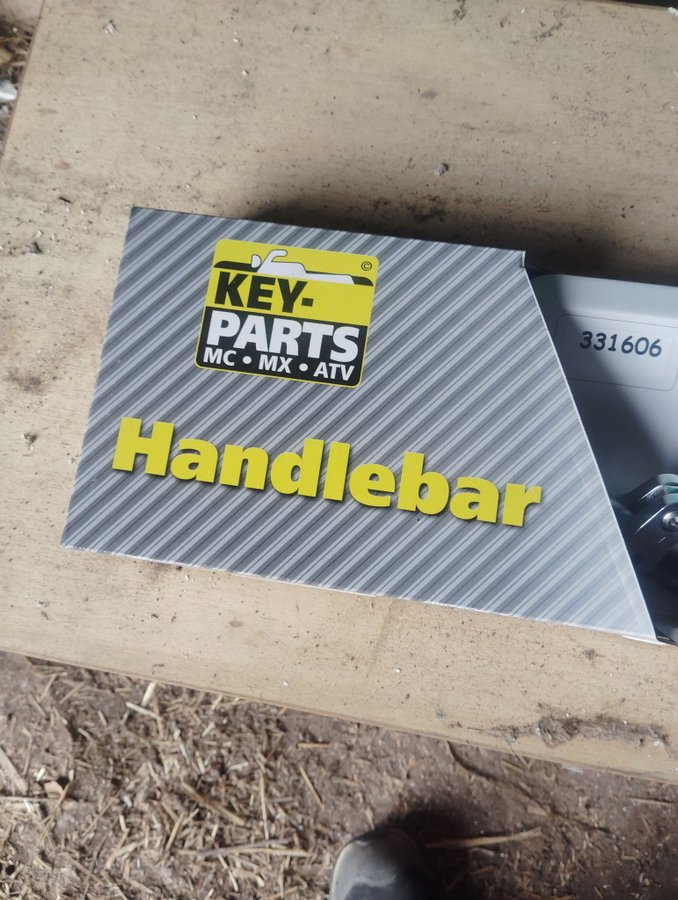 ©
KEY-
PARTS
MC • MX • ATV
Handlebar
331606